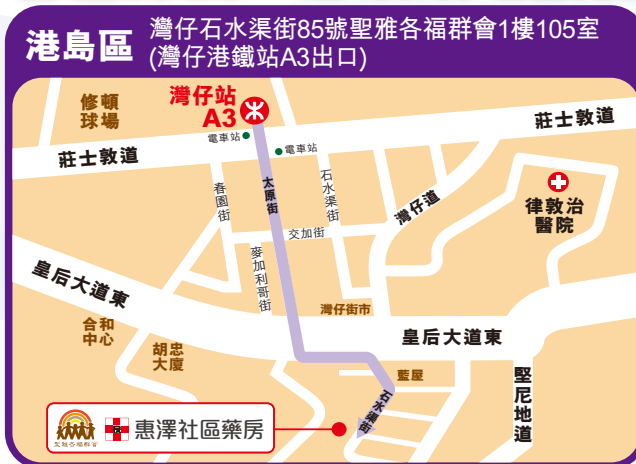 港島區
灣仔石水渠街85號聖雅各福群會1樓105室
(灣仔港鐵站A3出口)
修頓
球場
灣仔站
A3
電車站
電車站
莊士敦道
莊士敦道
春園街
太原街
石水渠街
灣仔道
律敦治
醫院
交加街
麥加利哥街
皇后大道東
灣仔街市
合和
中心
胡忠
大廈
皇后大道東
藍屋
石水渠街
堅尼地道
聖雅各福群會
惠澤社區藥房